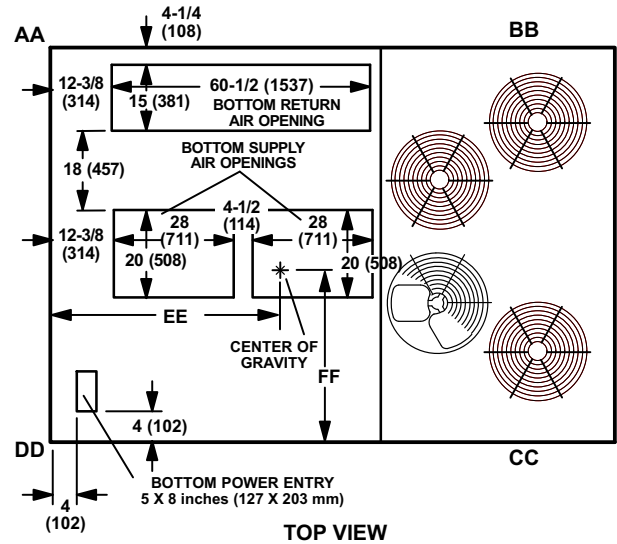 4-1/4
(108)
AA
BB
12-3/8
(314)
60-1/2 (1537)
15 (381)
BOTTOM RETURN
AIR OPENING
18 (457)
BOTTOM SUPPLY
AIR OPENINGS
12-3/8
(314)
28
(711)
4-1/2
(114)
28
(711)
20 (508)
20 (508)
EE
CENTER OF
GRAVITY
FF
4 (102)
DD
CC
4
(102)
BOTTOM POWER ENTRY
5 X 8 inches (127 X 203 mm)
TOP VIEW